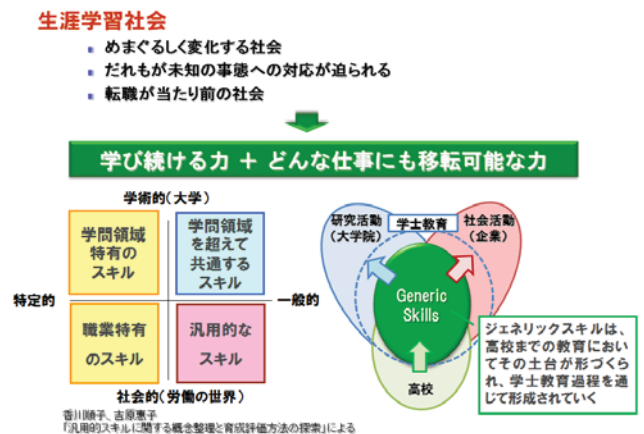 生涯学習社会
めまぐるしく変化する社会
だれもが未知の事態への対応が迫られる
転職が当たり前の社会
学び続ける力 + どんな仕事にも移転可能な力
学術的(大学)
学問領域
特有の
スキル
学問領域
を超えて
共通する
スキル
特定的
一般的
職業特有
のスキル
汎用的な
スキル
社会的(労働の世界)
研究活動
(大学院)
学士教育
社会活動
(企業)
Generic
Skills
高校
ジェネリックスキルは、
高校までの教育において
その土台が形づくら
れ、学士教育過程を通
じて形成されていく
香川順子、吉原惠子
「汎用的スキルに関する概念整理と育成評価方法の探索」による